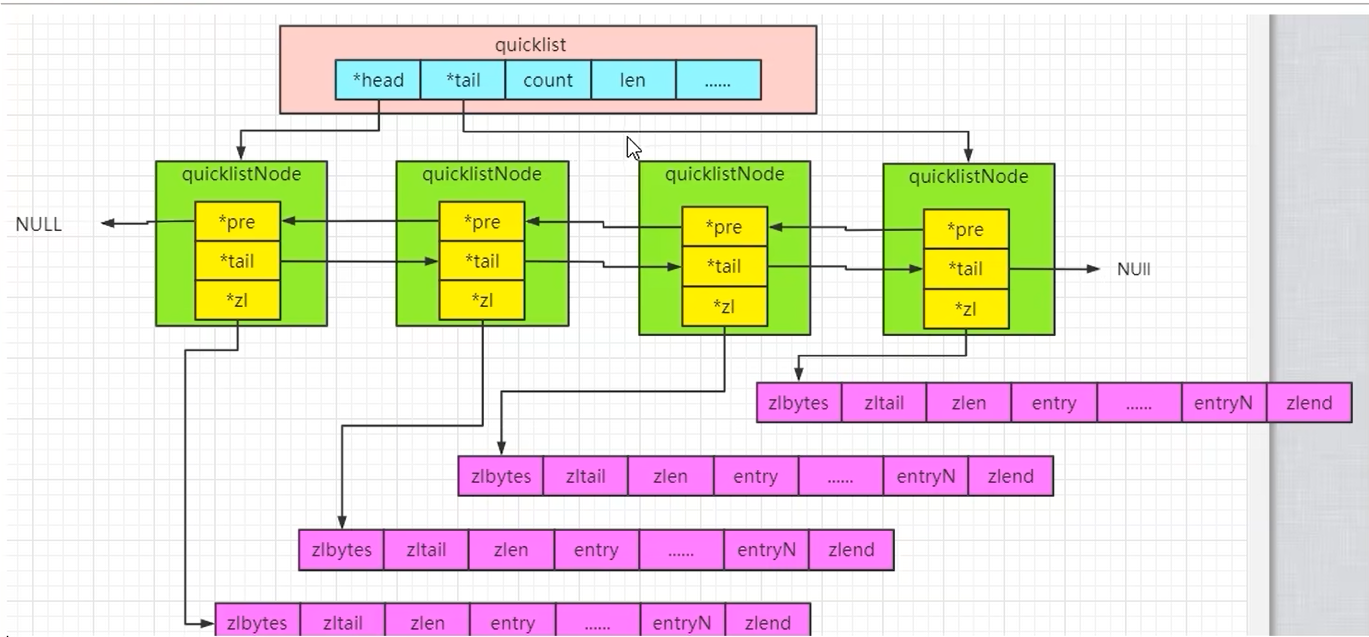 quicklist
*head *tail count len ......
quicklistNode quicklistNode quicklistNode quicklistNode
NULL *pre *pre *pre *pre
*tail *tail *tail *tail NUll
*zl *zl *zl *zl
zlbytes zltail zlen entry ...... entryN zlend
zlbytes zltail zlen entry ...... entryN zlend
zlbytes zltail zlen entry ...... entryN zlend
zlbytes zltail zlen entry ...... entryN zlend